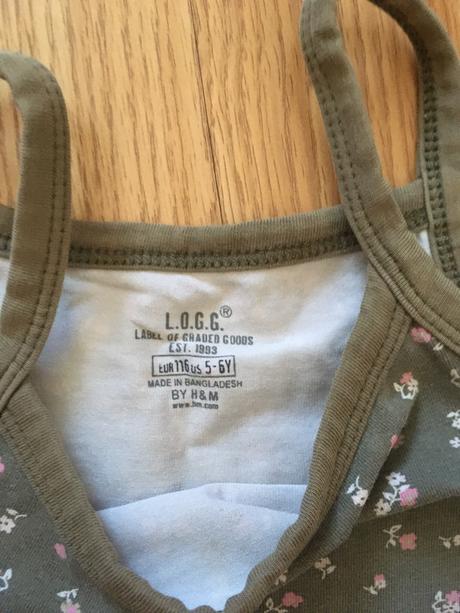 L.O.G.G.®
LABEL OF GRADED GOODS
EST. 1993
EUR 116 US 5-6Y
MADE IN BANGLADESH
BY H&M
www.hm.com